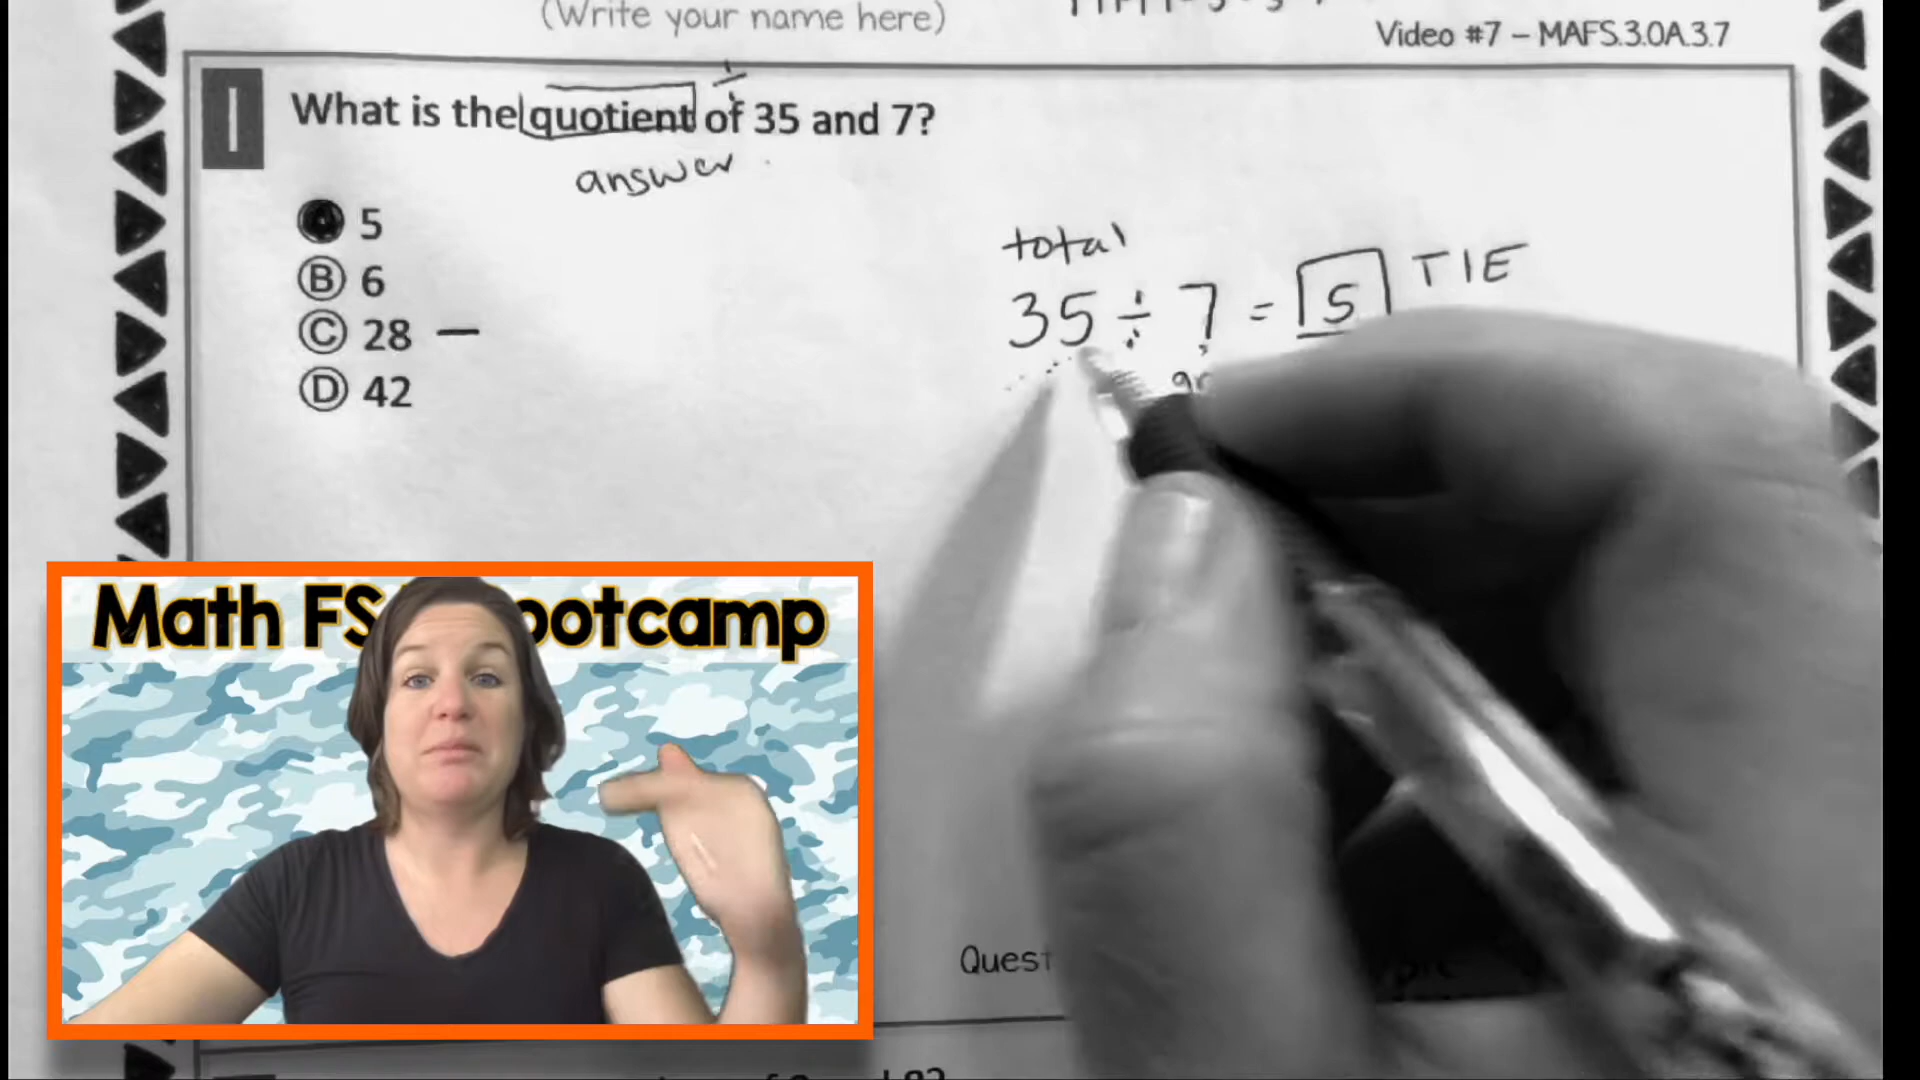 (Write your name here)
Video #7 – MAFS.3.OA.3.7
1 What is the quotient of 35 and 7?
÷
answer
5
Ⓑ 6
Ⓒ 28 —
Ⓓ 42
total
35 ÷ 7 = 5 TIE
Math FS ootcamp